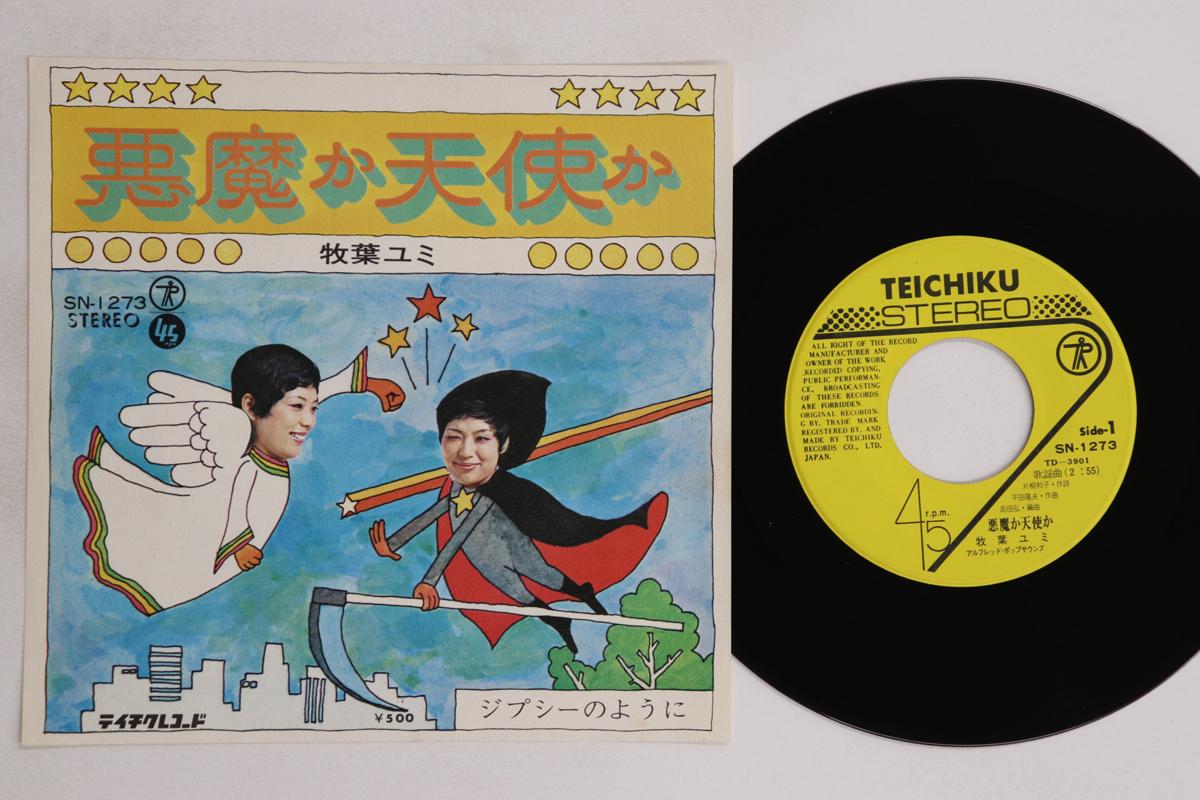 悪魔か天使か
牧葉ユミ
SN-1273
STEREO
45
rpm
テイチクレコード
¥500
ジプシーのように
TEICHIKU
STEREO
ALL RIGHT OF THE RECORD
MANUFACTURER AND
OWNER OF THE WORK
RECORDED COPYING,
PUBLIC PERFORMAN-
CE, BROADCASTING
OF THESE RECORDS
ARE FORBIDDEN.
ORIGINAL RECORDIN-
G BY. TRADE MARK
REGISTERED BY, AND
MADE BY TEICHIKU
RECORDS CO., LTD.
JAPAN.
Side-1
SN-1273
TD-3901
歌謡曲(2:55)
片桐和子・作詩
平田隆夫・作曲
高田弘・編曲
45 r.p.m.
悪魔か天使か
牧葉ユミ
アルフレッド・ポップサウンズ